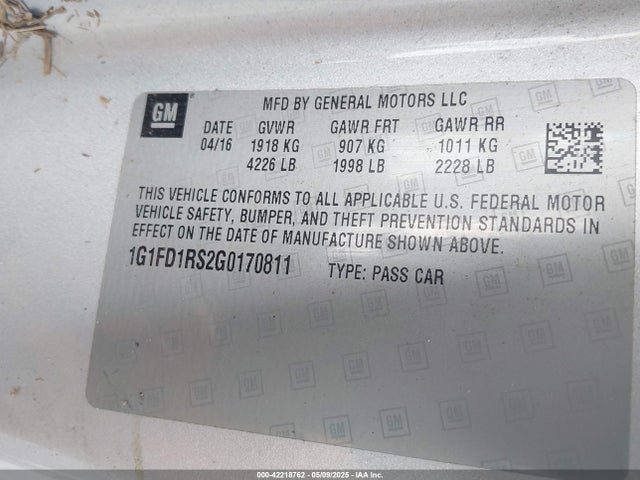 GM
MFD BY GENERAL MOTORS LLC
DATE GVWR GAWR FRT GAWR RR
04/16 1918 KG 907 KG 1011 KG
4226 LB 1998 LB 2228 LB
THIS VEHICLE CONFORMS TO ALL APPLICABLE U.S. FEDERAL MOTOR
VEHICLE SAFETY, BUMPER, AND THEFT PREVENTION STANDARDS IN
EFFECT ON THE DATE OF MANUFACTURE SHOWN ABOVE.
1G1FD1RS2G0170811 TYPE: PASS CAR
000-42218762 - 05/09/2025 - IAA Inc.